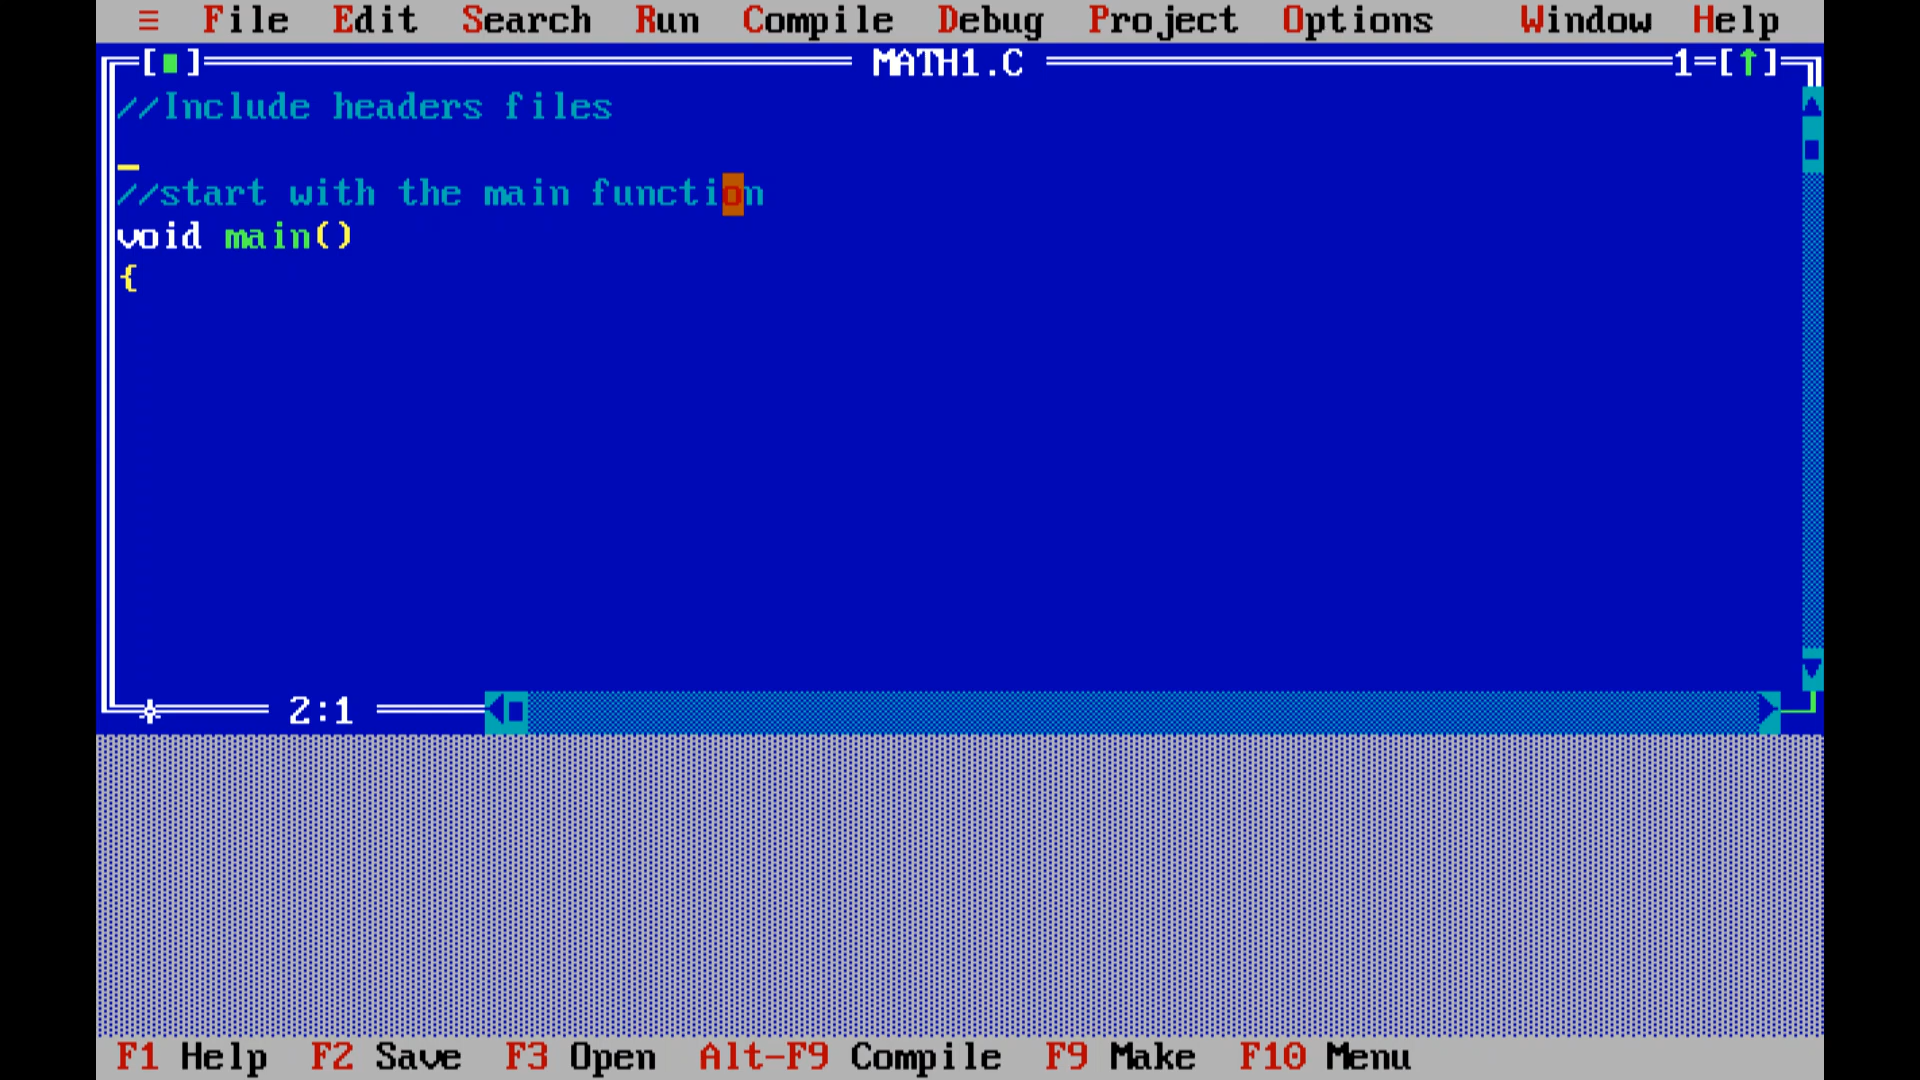 ≡ File Edit Search Run Compile Debug Project Options Window Help
[■] MATH1.C 1=[↑]
//Include headers files
_
//start with the main function
void main()
{
2:1
F1 Help F2 Save F3 Open Alt-F9 Compile F9 Make F10 Menu